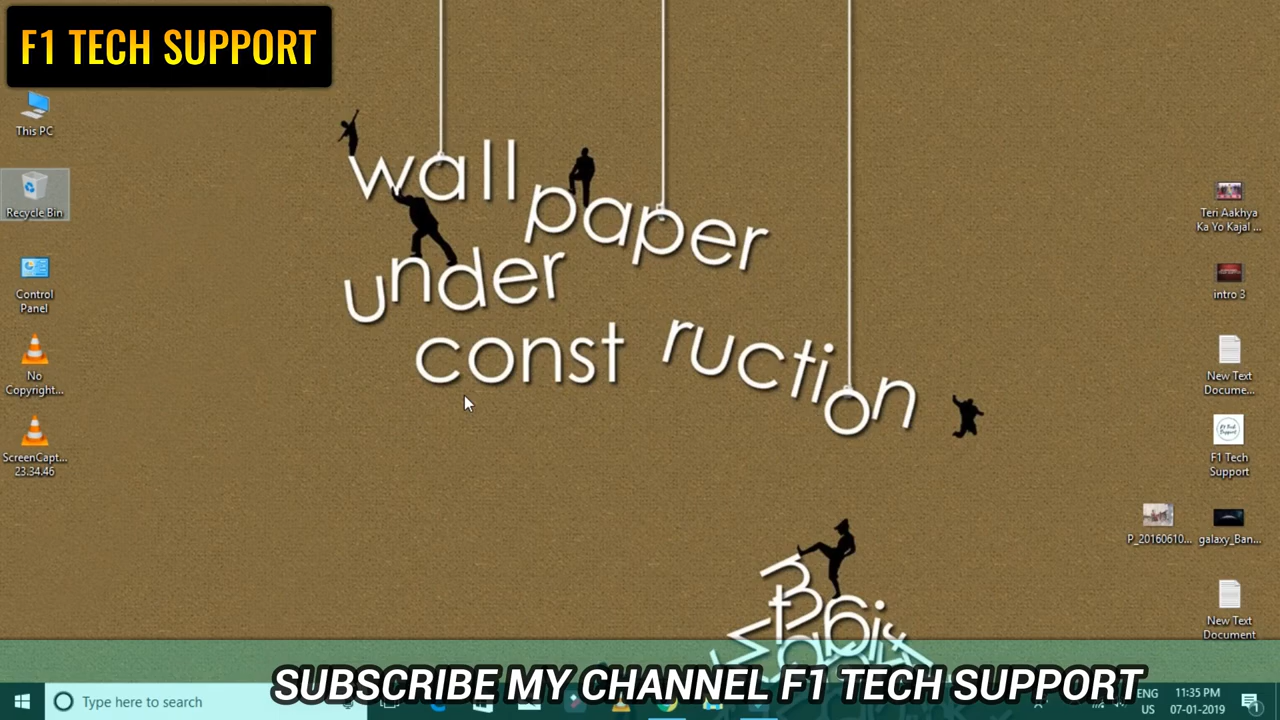 F1 TECH SUPPORT
This PC
Recycle Bin
Control
Panel
No
Copyright...
ScreenCapt...
23.34.46
wall
paper
under
const ruction
Teri Aakhya
Ka Yo Kajal ...
intro 3
New Text
Docume...
F1 Tech
Support
P_20160610...
galaxy_Ban...
New Text
Document
SUBSCRIBE MY CHANNEL F1 TECH SUPPORT
Type here to search
ENG
US
11:35 PM
07-01-2019